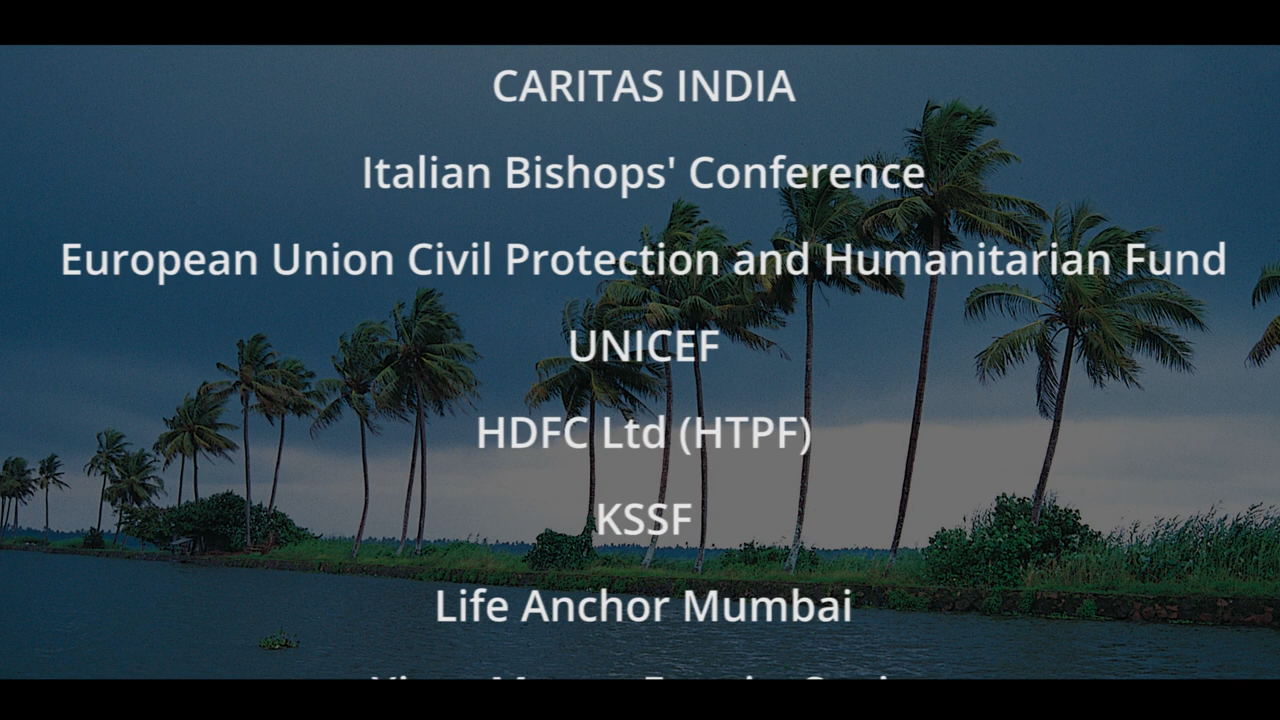 CARITAS INDIA
Italian Bishops' Conference
European Union Civil Protection and Humanitarian Fund
UNICEF
HDFC Ltd (HTPF)
KSSF
Life Anchor Mumbai